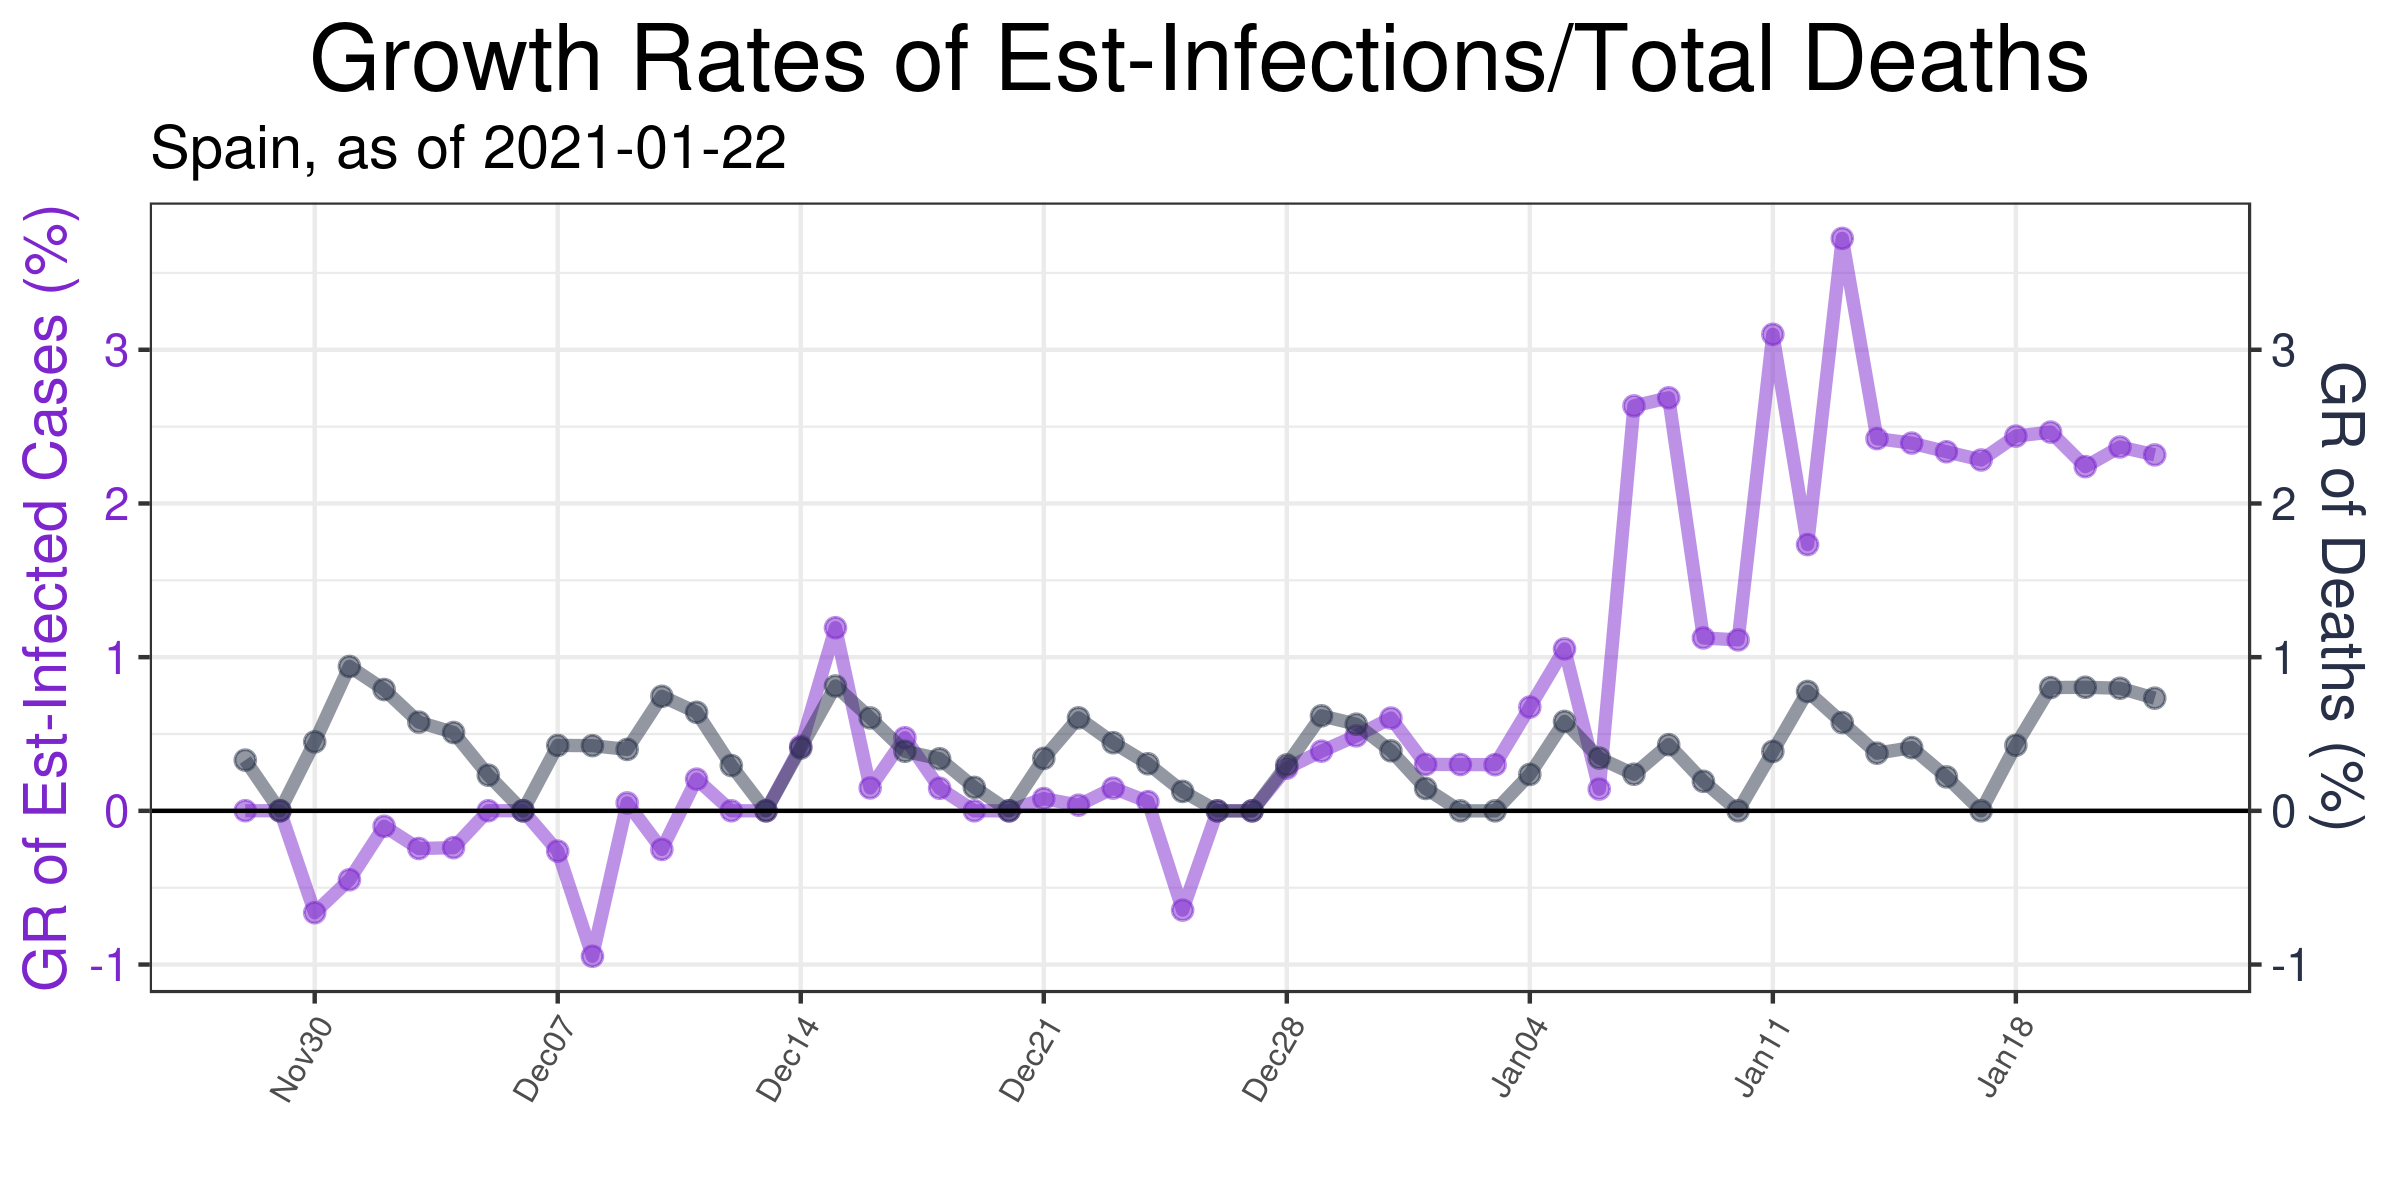 Growth Rates of Est-Infections/Total Deaths
Spain, as of 2021-01-22
GR of Est-Infected Cases (%)
3
2
1
0
-1
3
2
1
0
-1
GR of Deaths (%)
Nov30
Dec07
Dec14
Dec21
Dec28
Jan04
Jan11
Jan18